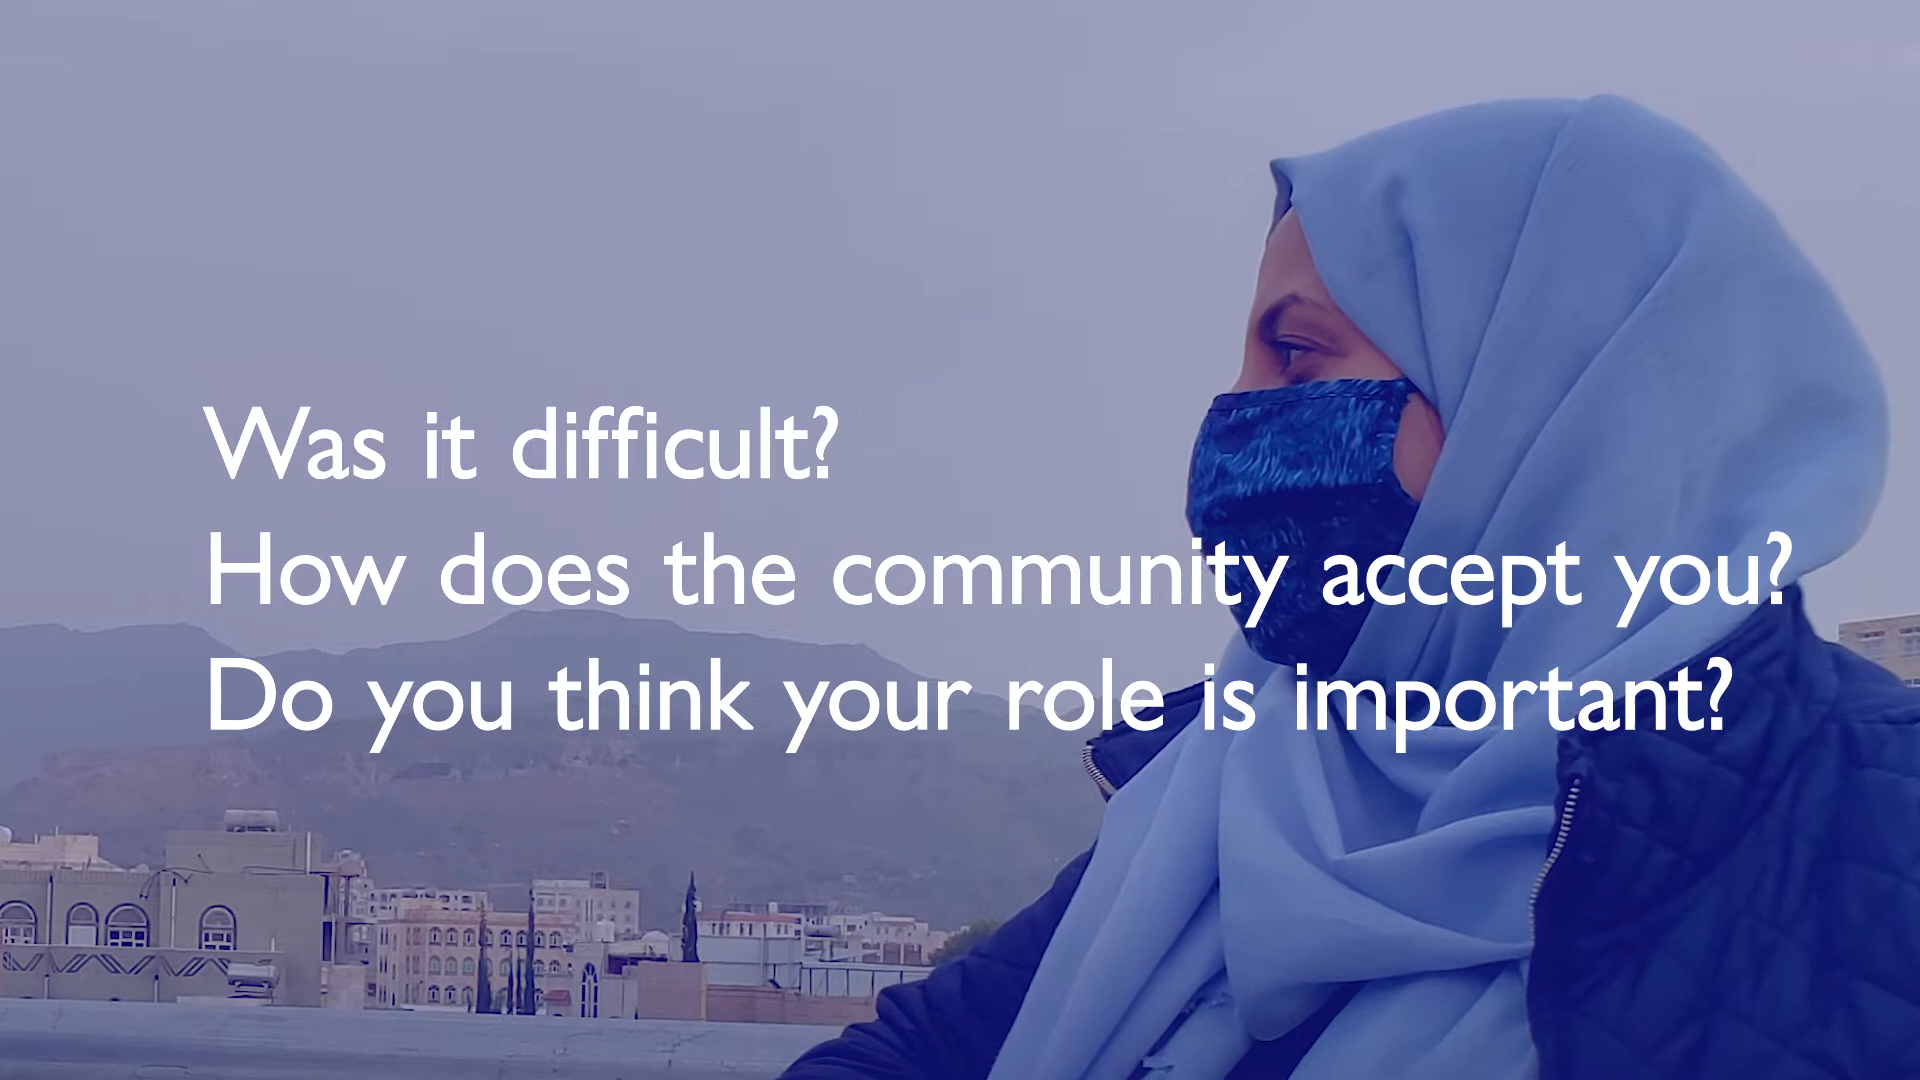 Was it difficult?
How does the community accept you?
Do you think your role is important?